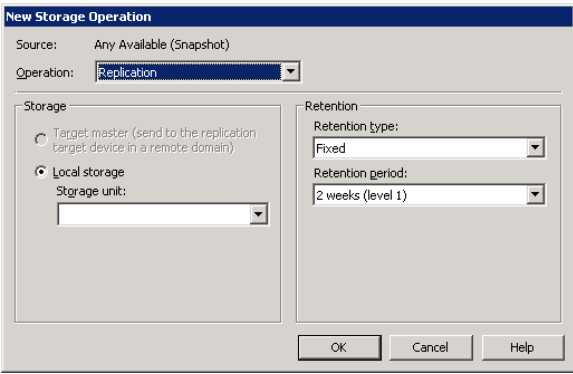 New Storage Operation
Source: Any Available (Snapshot)
Operation: Replication
Storage
Target master (send to the replication
target device in a remote domain)
Local storage
Storage unit:
Retention
Retention type:
Fixed
Retention period:
2 weeks (level 1)
OK Cancel Help